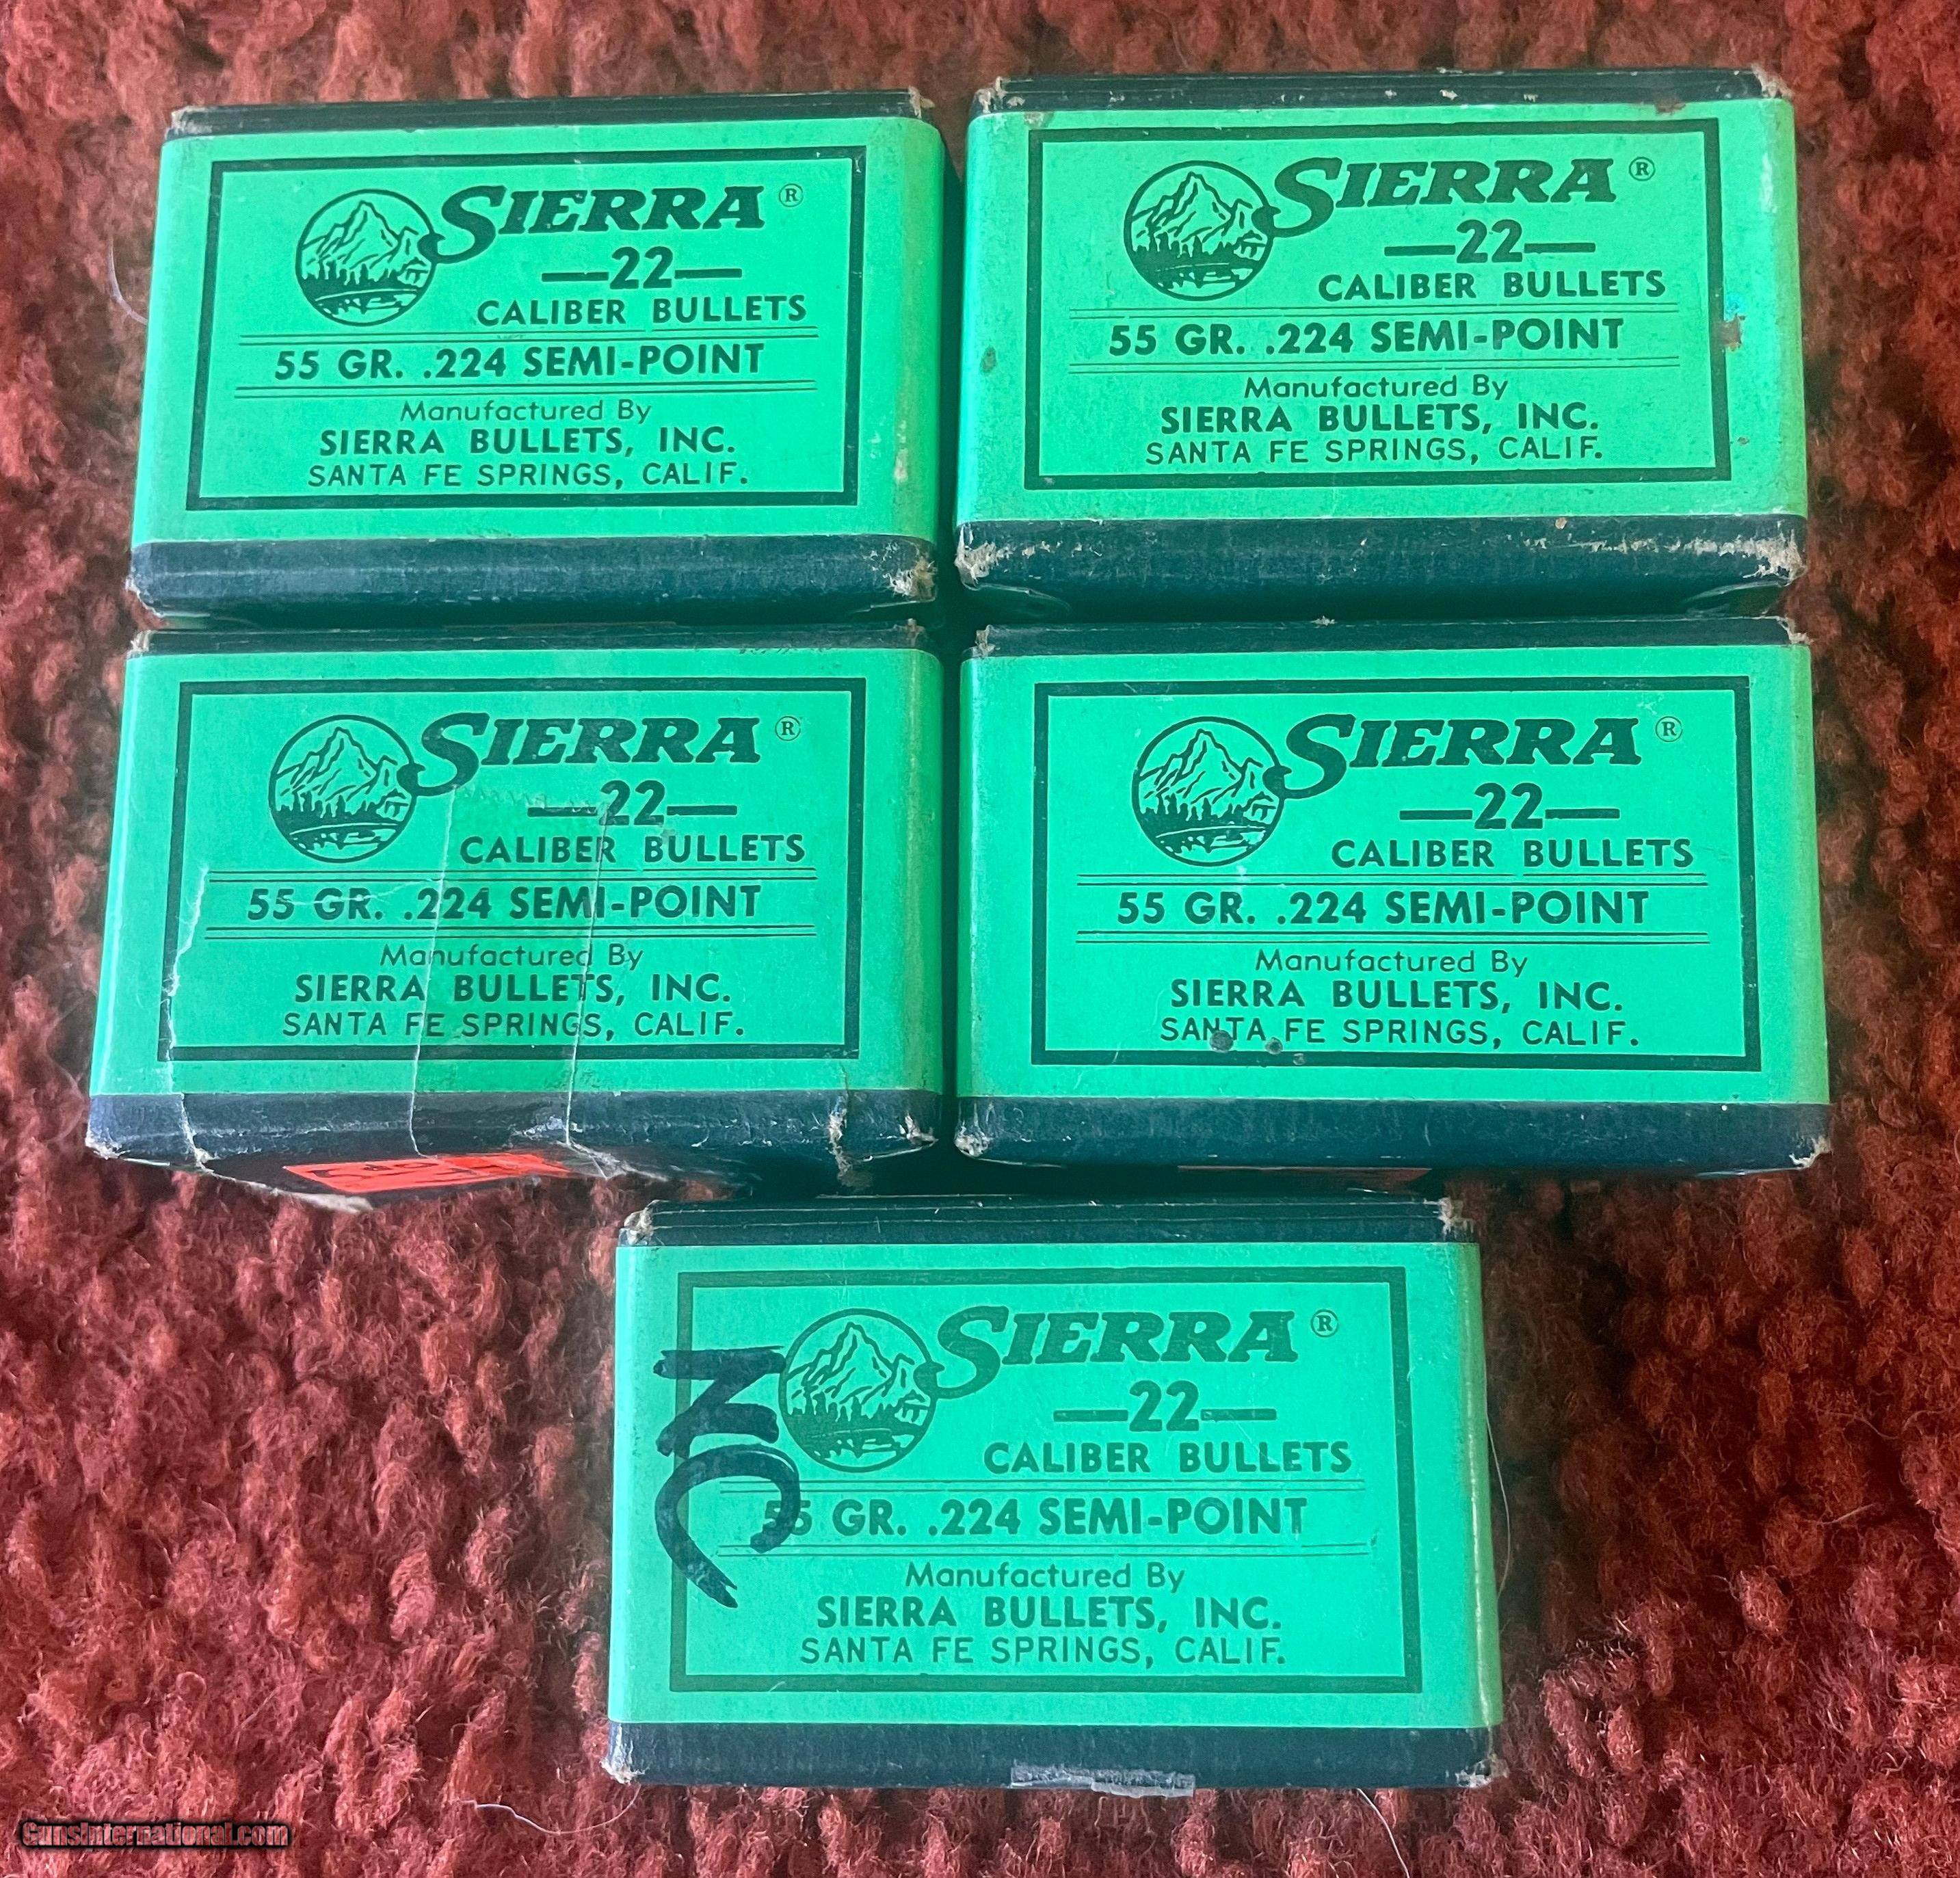 SIERRA ®
—22—
CALIBER BULLETS
55 GR. .224 SEMI-POINT
Manufactured By
SIERRA BULLETS, INC.
SANTA FE SPRINGS, CALIF.
SIERRA ®
—22—
CALIBER BULLETS
55 GR. .224 SEMI-POINT
Manufactured By
SIERRA BULLETS, INC.
SANTA FE SPRINGS, CALIF.
SIERRA ®
—22—
CALIBER BULLETS
55 GR. .224 SEMI-POINT
Manufactured By
SIERRA BULLETS, INC.
SANTA FE SPRINGS, CALIF.
SIERRA ®
—22—
CALIBER BULLETS
55 GR. .224 SEMI-POINT
Manufactured By
SIERRA BULLETS, INC.
SANTA FE SPRINGS, CALIF.
SIERRA ®
—22—
CALIBER BULLETS
55 GR. .224 SEMI-POINT
Manufactured By
SIERRA BULLETS, INC.
SANTA FE SPRINGS, CALIF.
GunsInternational.com